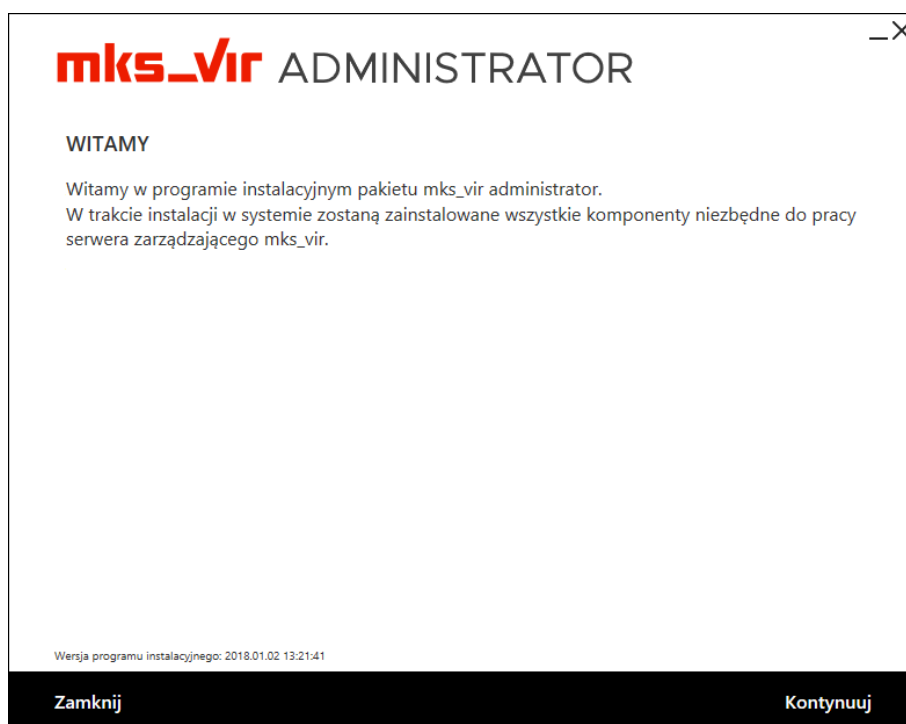 mks_vir ADMINISTRATOR
WITAMY
Witamy w programie instalacyjnym pakietu mks_vir administrator.
W trakcie instalacji w systemie zostaną zainstalowane wszystkie komponenty niezbędne do pracy
serwera zarządzającego mks_vir.
Wersja programu instalacyjnego: 2018.01.02 13:21:41
Zamknij Kontynuuj